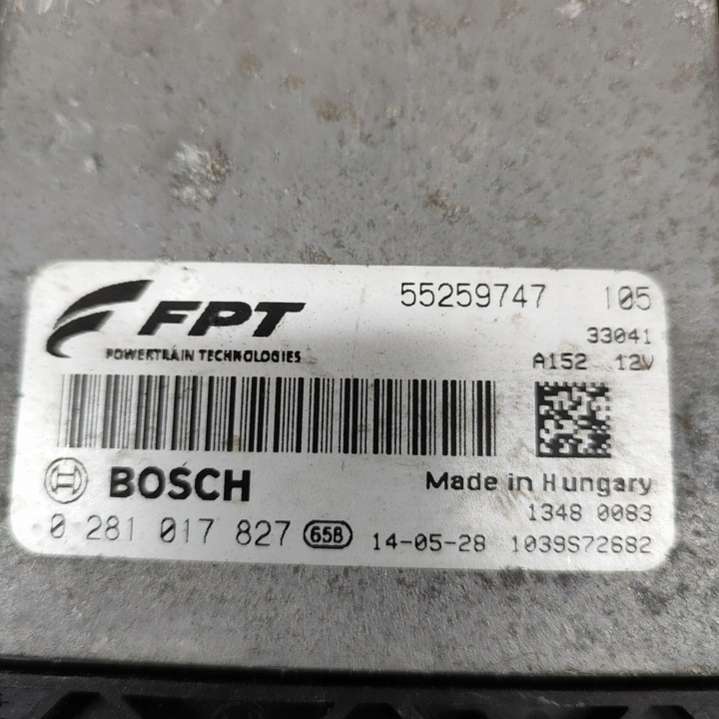 FPT 55259747 105
POWERTRAIN TECHNOLOGIES 33041
A152 12V
BOSCH Made in Hungary
1348 0083
0 281 017 827 65B 14-05-28 1039S72682